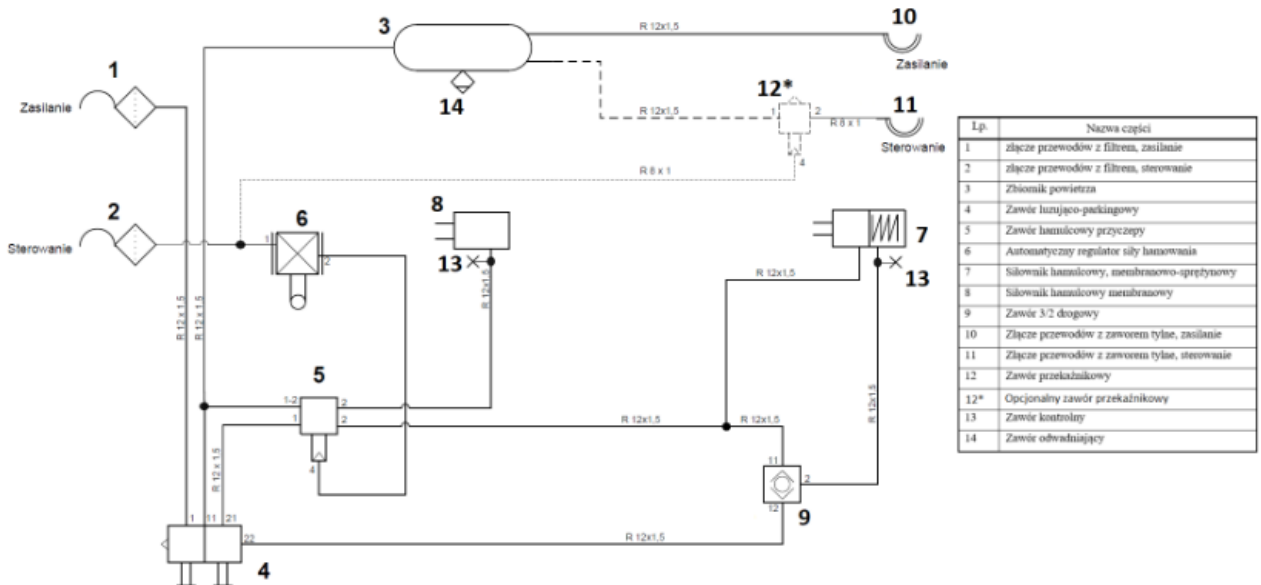 3
R 12x1,5
10
Zasilanie
1
Zasilanie
14
12*
R 12x1,5
1
2
11
R 8 x 1
Sterowanie
4
R 8 x 1
2
Sterowanie
6
1
2
8
13
R 12x1,5
7
13
R 12x1,5
R 12 x 1.5
R 12 x 1.5
5
1-2
2
1
2
R 12x1,5
R 12x1,5
R 12x1,5
4
R 12 x 1.5
11
2
12
9
1
11
21
22
R 12x1,5
4
Lp. Nazwa części
1 złącze przewodów z filtrem, zasilanie
2 złącze przewodów z filtrem, sterowanie
3 Zbiornik powietrza
4 Zawór luzująco-parkingowy
5 Zawór hamulcowy przyczepy
6 Automatyczny regulator siły hamowania
7 Siłownik hamulcowy, membranowo-sprężynowy
8 Siłownik hamulcowy membranowy
9 Zawór 3/2 drogowy
10 Złącze przewodów z zaworem tylne, zasilanie
11 Złącze przewodów z zaworem tylne, sterowanie
12 Zawór przekaźnikowy
12* Opcjonalny zawór przekaźnikowy
13 Zawór kontrolny
14 Zawór odwadniający